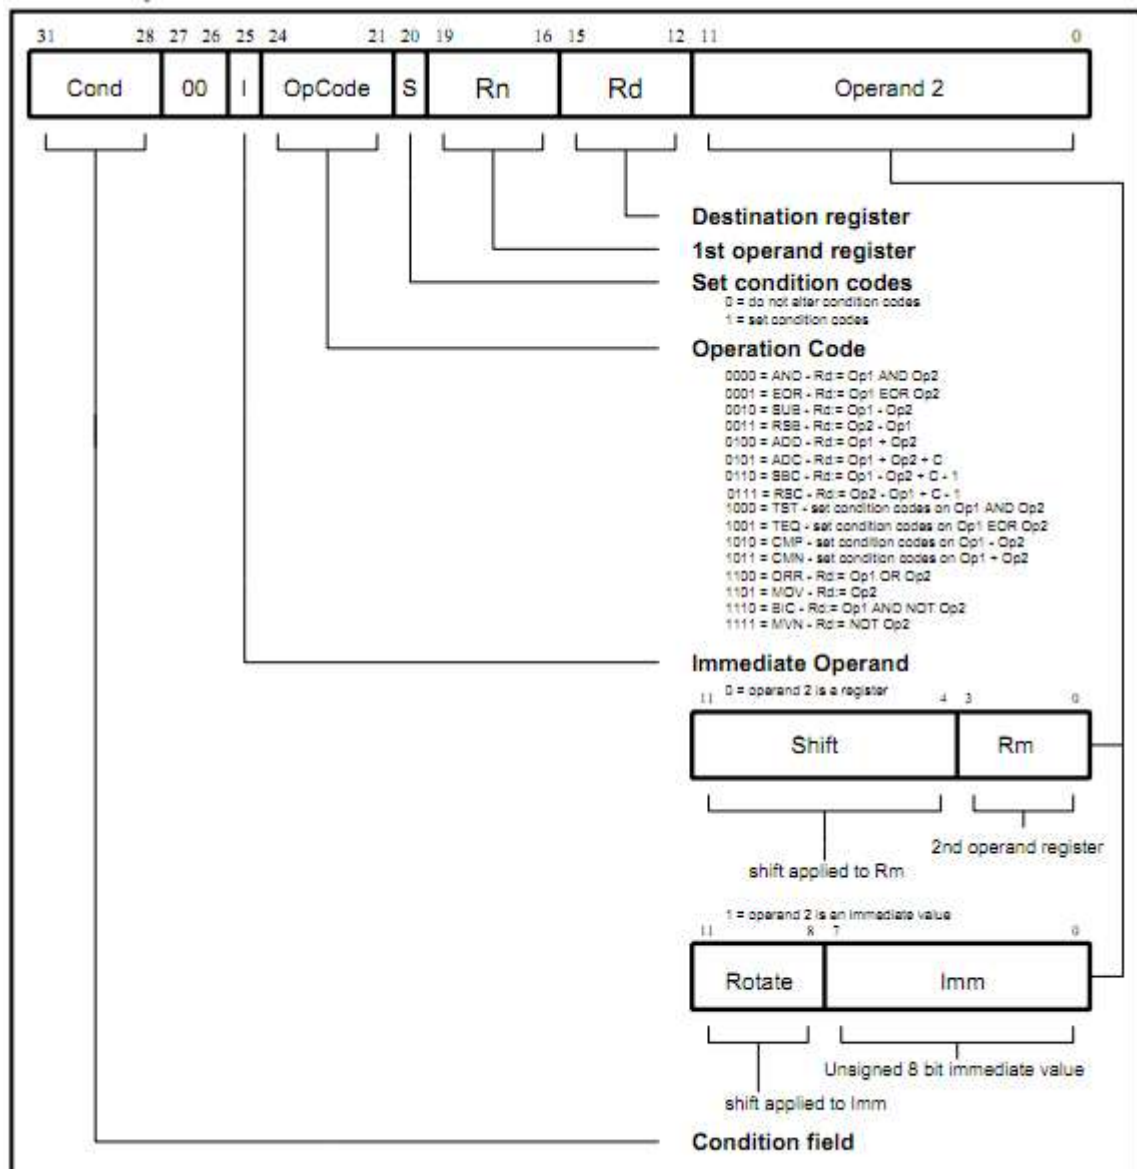 31 28 27 26 25 24 21 20 19 16 15 12 11 0
Cond 00 I OpCode S Rn Rd Operand 2
Destination register
1st operand register
Set condition codes
0 = do not alter condition codes
1 = set condition codes
Operation Code
0000 = AND - Rd:= Op1 AND Op2
0001 = EOR - Rd:= Op1 EOR Op2
0010 = SUB - Rd:= Op1 - Op2
0011 = RSB - Rd:= Op2 - Op1
0100 = ADD - Rd:= Op1 + Op2
0101 = ADC - Rd:= Op1 + Op2 + C
0110 = SBC - Rd:= Op1 - Op2 + C - 1
0111 = RSC - Rd:= Op2 - Op1 + C - 1
1000 = TST - set condition codes on Op1 AND Op2
1001 = TEQ - set condition codes on Op1 EOR Op2
1010 = CMP - set condition codes on Op1 - Op2
1011 = CMN - set condition codes on Op1 + Op2
1100 = ORR - Rd:= Op1 OR Op2
1101 = MOV - Rd:= Op2
1110 = BIC - Rd:= Op1 AND NOT Op2
1111 = MVN - Rd:= NOT Op2
Immediate Operand
0 = operand 2 is a register
11 4 3 0
Shift Rm
2nd operand register
shift applied to Rm
1 = operand 2 is an immediate value
11 8 7 0
Rotate Imm
Unsigned 8 bit immediate value
shift applied to Imm
Condition field